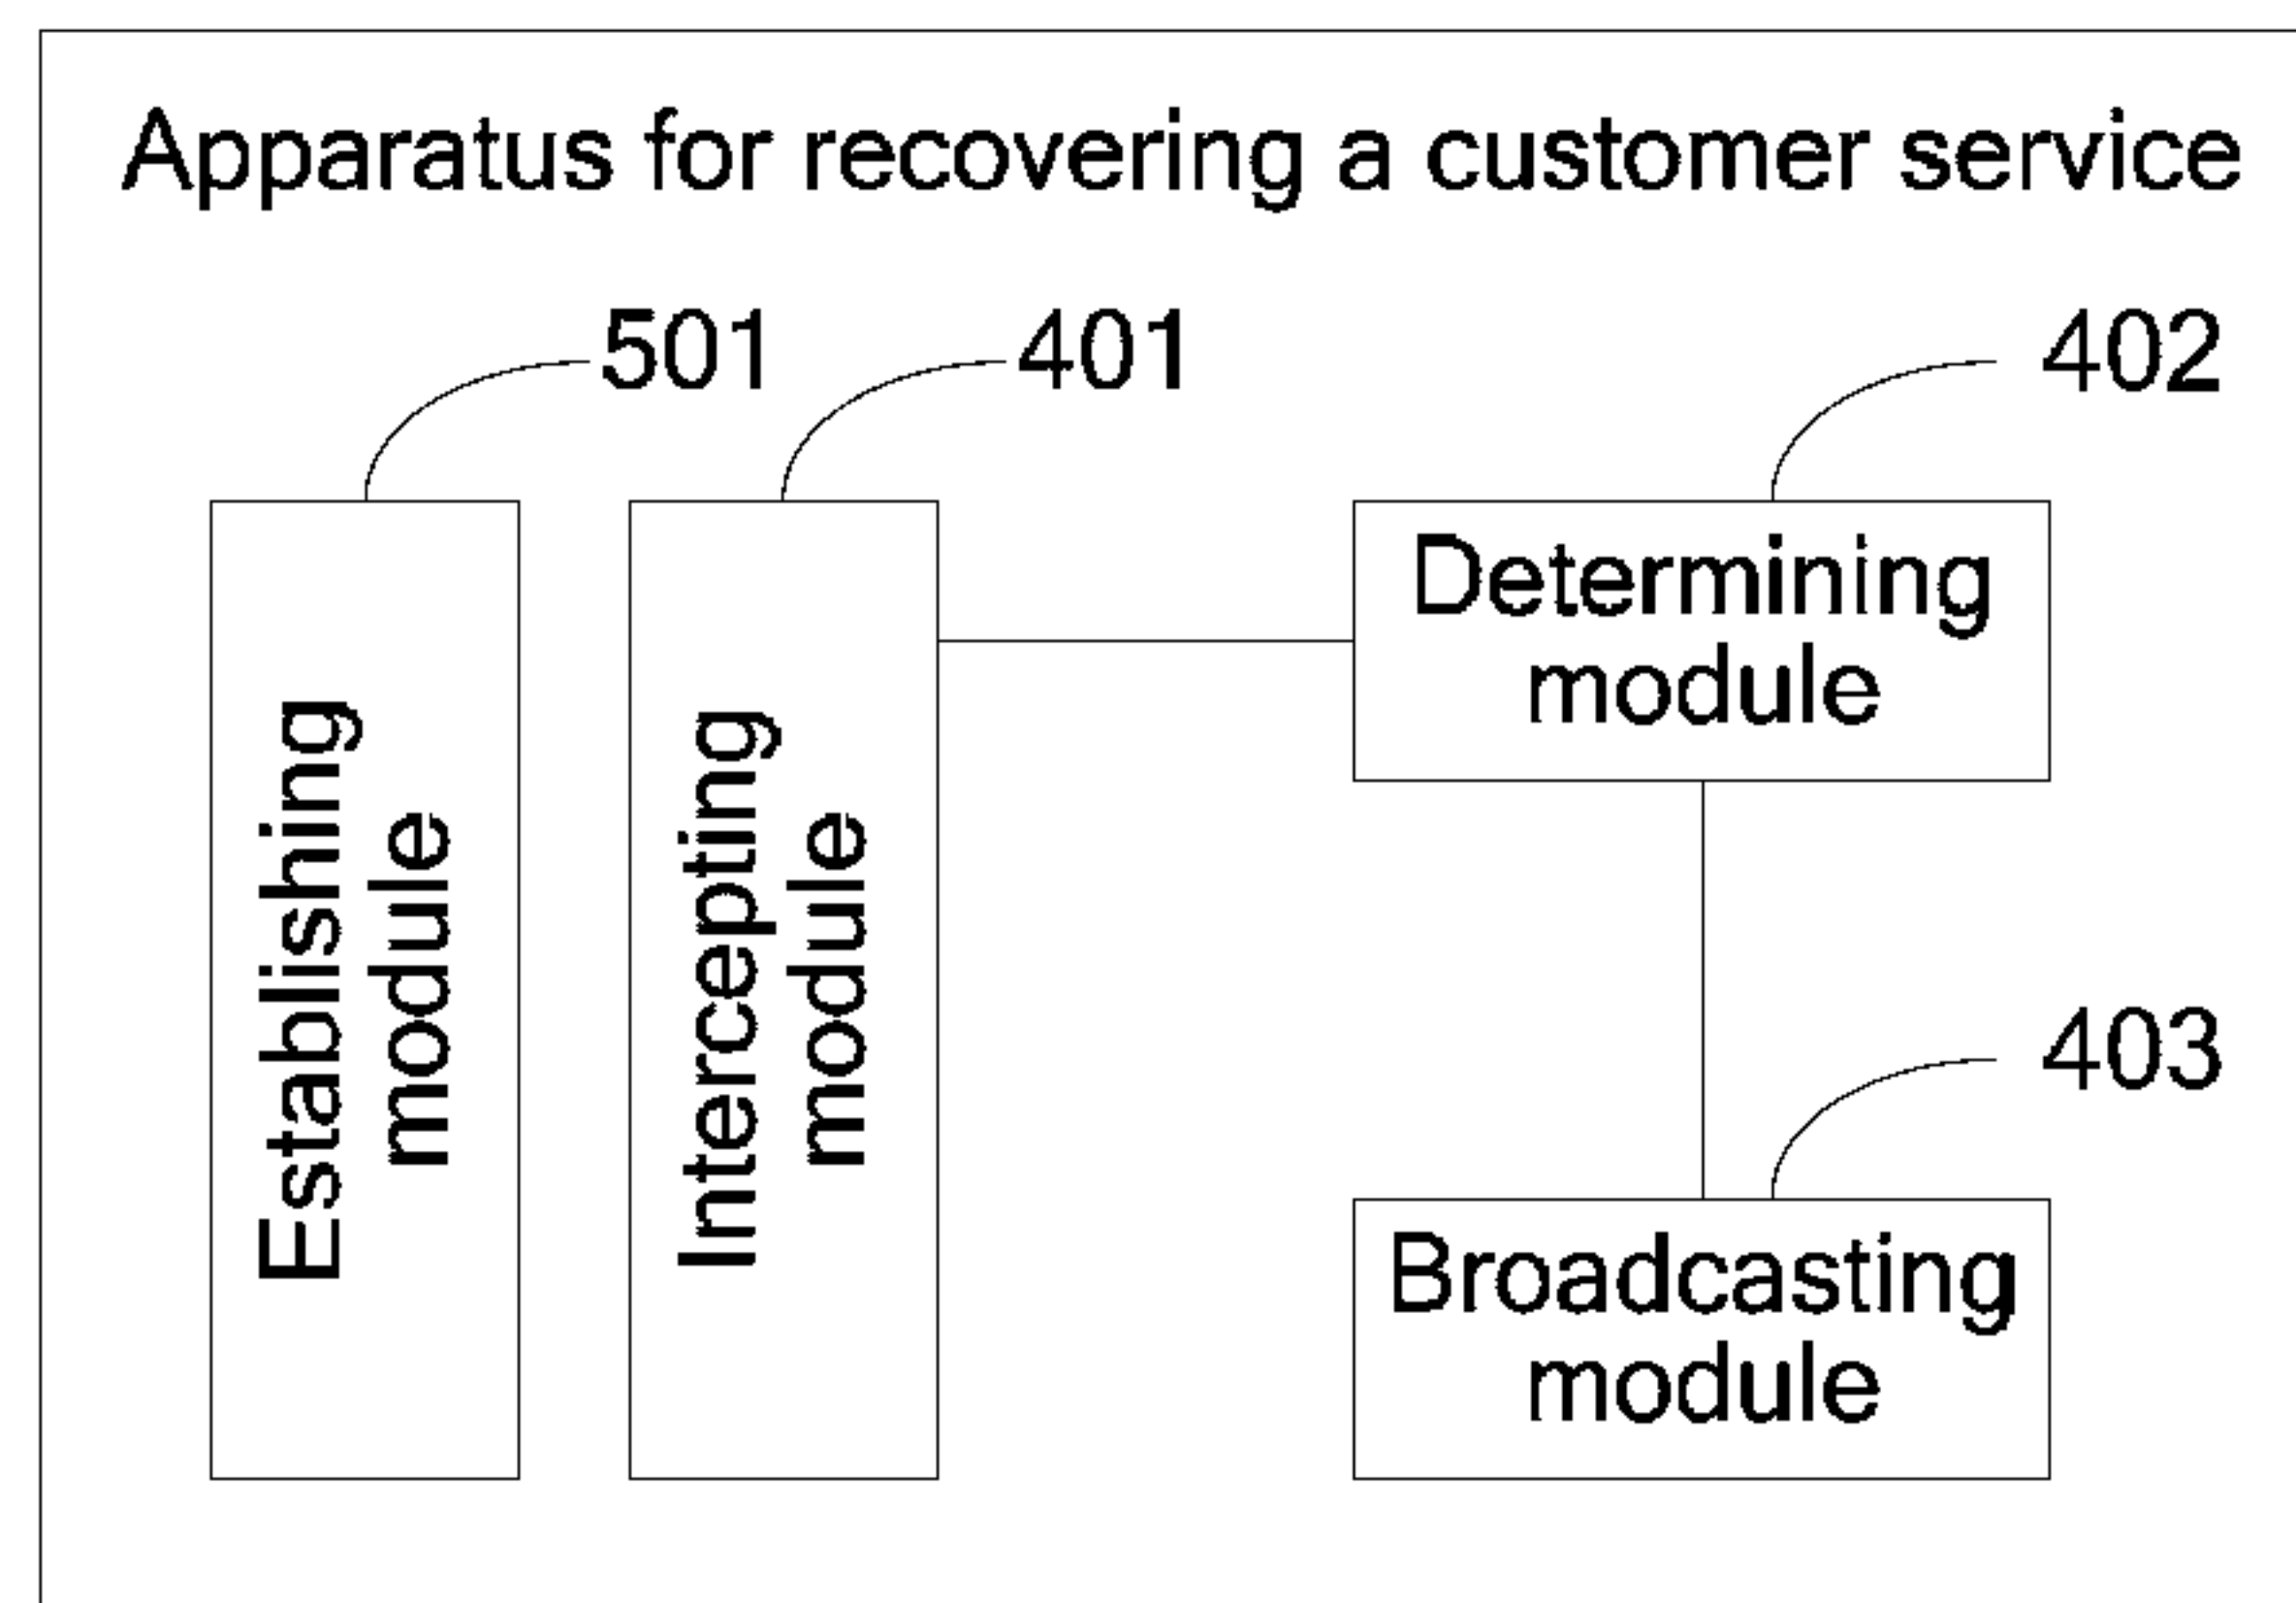 Apparatus for recovering a customer service
501
401
402
Establishing
module
Intercepting
module
Determining
module
403
Broadcasting
module